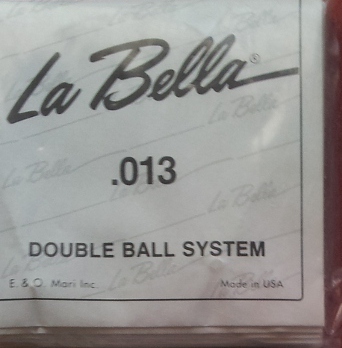 La Bella®
.013
DOUBLE BALL SYSTEM
E. & O. Mari Inc. Made in USA